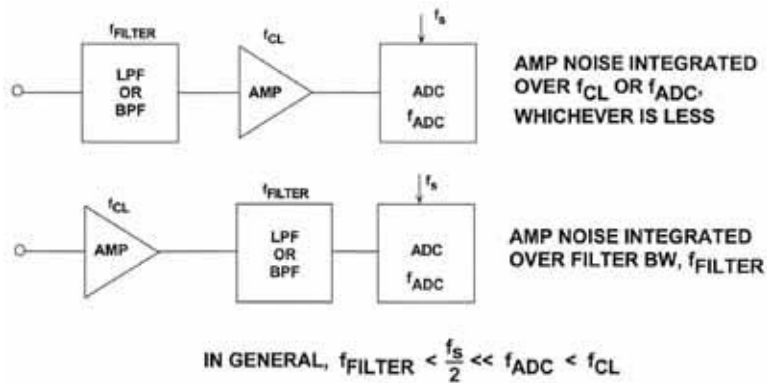 fFILTER
fCL
fs
LPF
OR
BPF
AMP
ADC
fADC
AMP NOISE INTEGRATED
OVER fCL OR fADC,
WHICHEVER IS LESS
fCL
fFILTER
fs
AMP
LPF
OR
BPF
ADC
fADC
AMP NOISE INTEGRATED
OVER FILTER BW, fFILTER
IN GENERAL, fFILTER < fs/2 << fADC < fCL